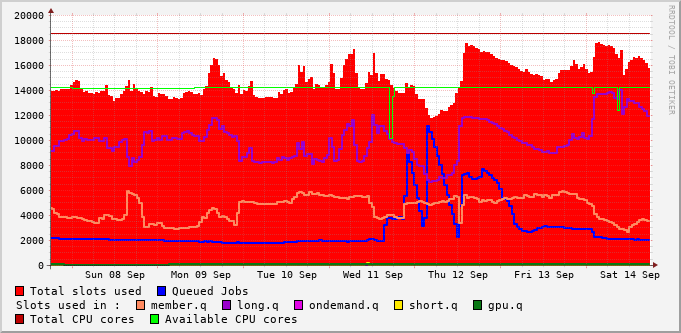 RRDTOOL / TOBI OETIKER
20000
18000
16000
14000
12000
10000
8000
6000
4000
2000
0
Sun 08 Sep Mon 09 Sep Tue 10 Sep Wed 11 Sep Thu 12 Sep Fri 13 Sep Sat 14 Sep
Total slots used Queued Jobs
Slots used in : member.q long.q ondemand.q short.q gpu.q
Total CPU cores Available CPU cores